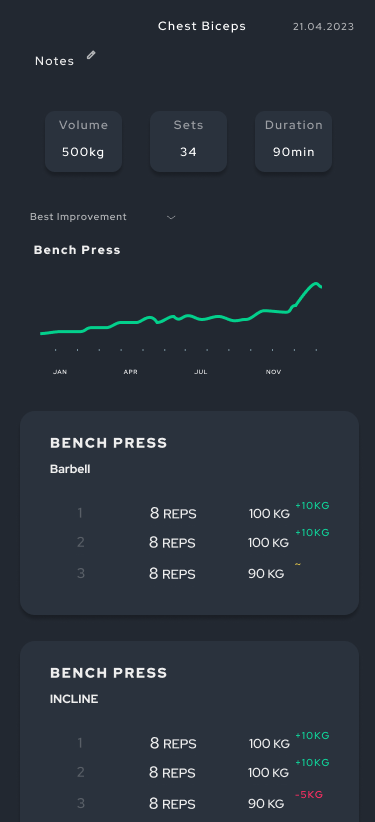 Chest Biceps 21.04.2023
Notes
Volume Sets Duration
500kg 34 90min
Best Improvement
Bench Press
JAN APR JUL NOV
BENCH PRESS
Barbell
1 8 REPS 100 KG +10KG
2 8 REPS 100 KG +10KG
3 8 REPS 90 KG ~
BENCH PRESS
INCLINE
1 8 REPS 100 KG +10KG
2 8 REPS 100 KG +10KG
3 8 REPS 90 KG -5KG